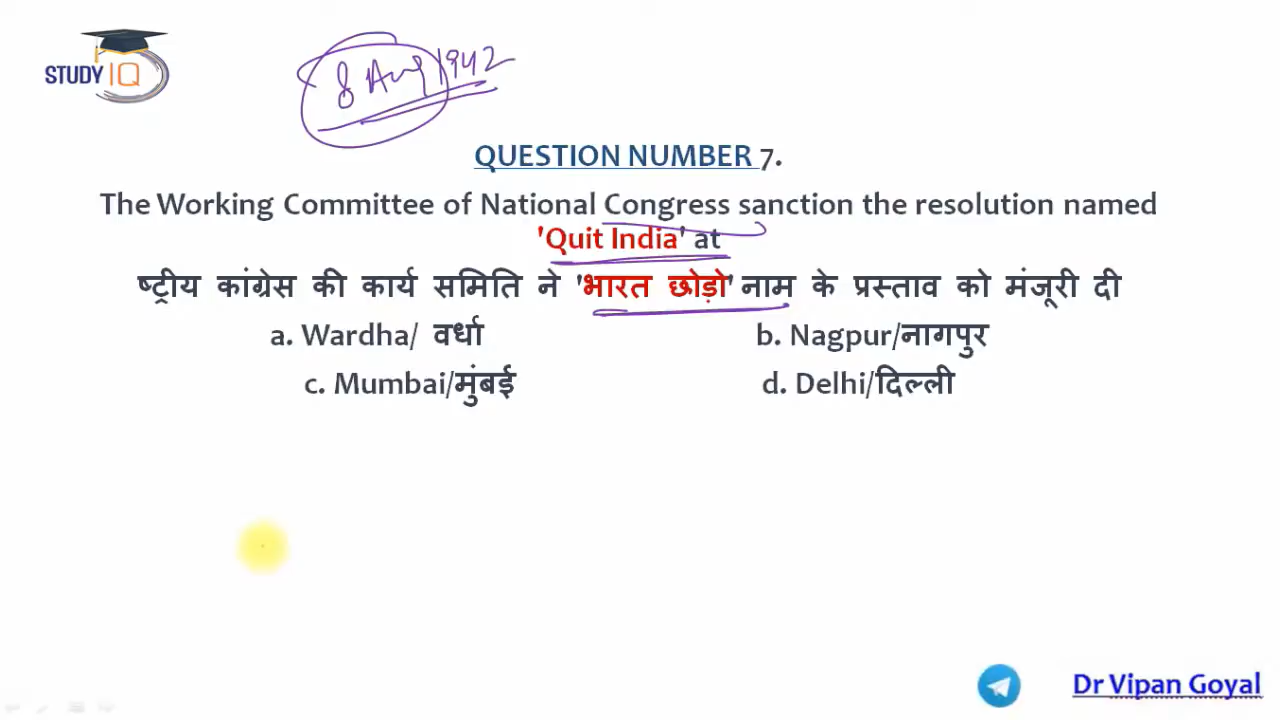 STUDY IQ
8 Aug 1942
QUESTION NUMBER 7.
The Working Committee of National Congress sanction the resolution named
'Quit India' at
ष्ट्रीय कांग्रेस की कार्य समिति ने 'भारत छोड़ो' नाम के प्रस्ताव को मंजूरी दी
a. Wardha/ वर्धा b. Nagpur/नागपुर
c. Mumbai/मुंबई d. Delhi/दिल्ली
Dr Vipan Goyal